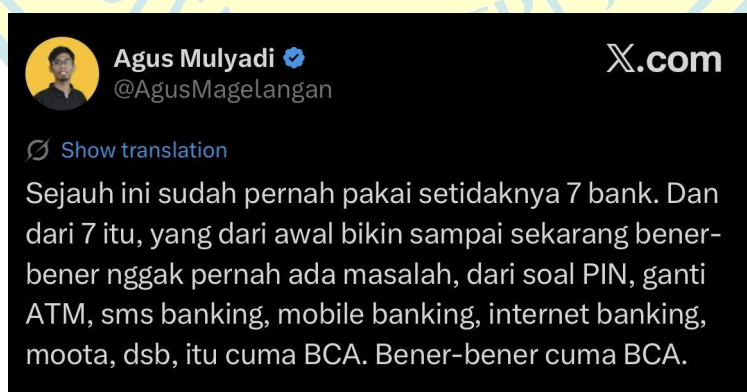 Agus Mulyadi
X.com
@AgusMagelangan
Show translation
Sejauh ini sudah pernah pakai setidaknya 7 bank. Dan
dari 7 itu, yang dari awal bikin sampai sekarang bener-
bener nggak pernah ada masalah, dari soal PIN, ganti
ATM, sms banking, mobile banking, internet banking,
moota, dsb, itu cuma BCA. Bener-bener cuma BCA.